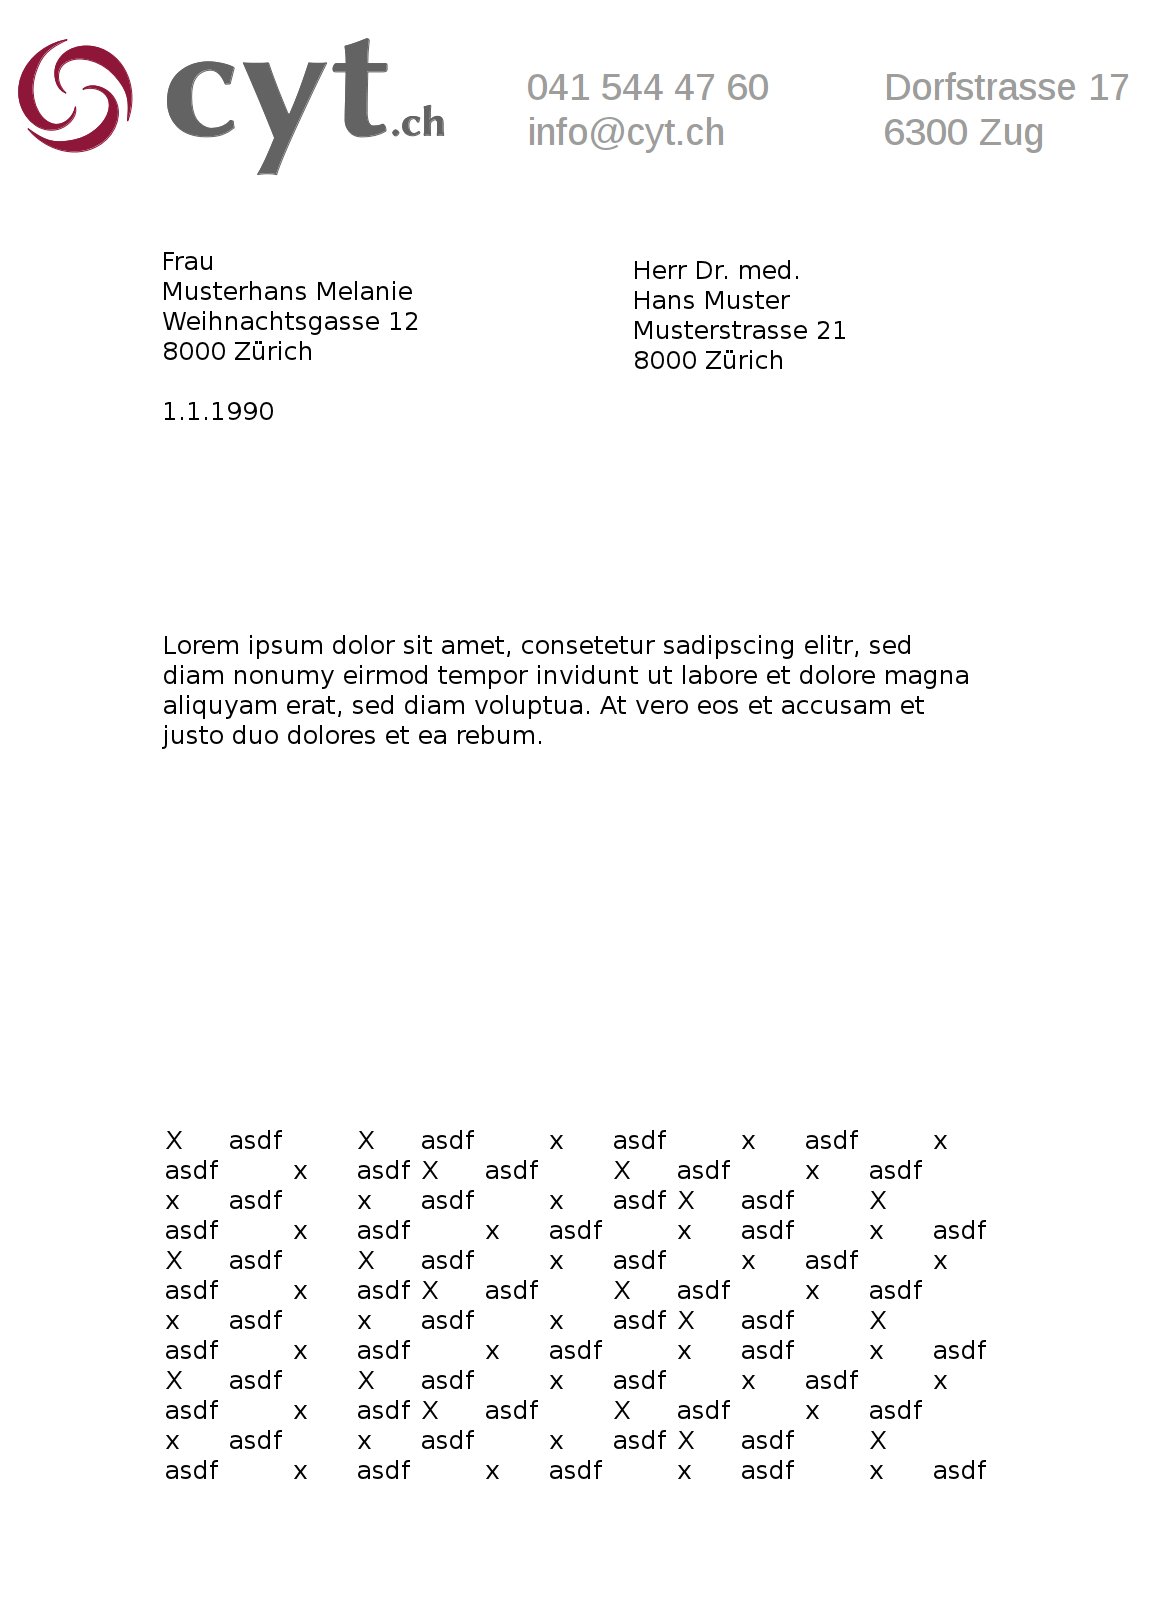 cyt.ch
041 544 47 60
info@cyt.ch
Dorfstrasse 17
6300 Zug
Frau
Musterhans Melanie
Weihnachtsgasse 12
8000 Zürich
1.1.1990
Herr Dr. med.
Hans Muster
Musterstrasse 21
8000 Zürich
Lorem ipsum dolor sit amet, consetetur sadipscing elitr, sed
diam nonumy eirmod tempor invidunt ut labore et dolore magna
aliquyam erat, sed diam voluptua. At vero eos et accusam et
justo duo dolores et ea rebum.
X asdf X asdf x asdf x asdf x
asdf x asdf X asdf X asdf x asdf
x asdf x asdf x asdf X asdf X
asdf x asdf x asdf x asdf x asdf
X asdf X asdf x asdf x asdf x
asdf x asdf X asdf X asdf x asdf
x asdf x asdf x asdf X asdf X
asdf x asdf x asdf x asdf x asdf
X asdf X asdf x asdf x asdf x
asdf x asdf X asdf X asdf x asdf
x asdf x asdf x asdf X asdf X
asdf x asdf x asdf x asdf x asdf